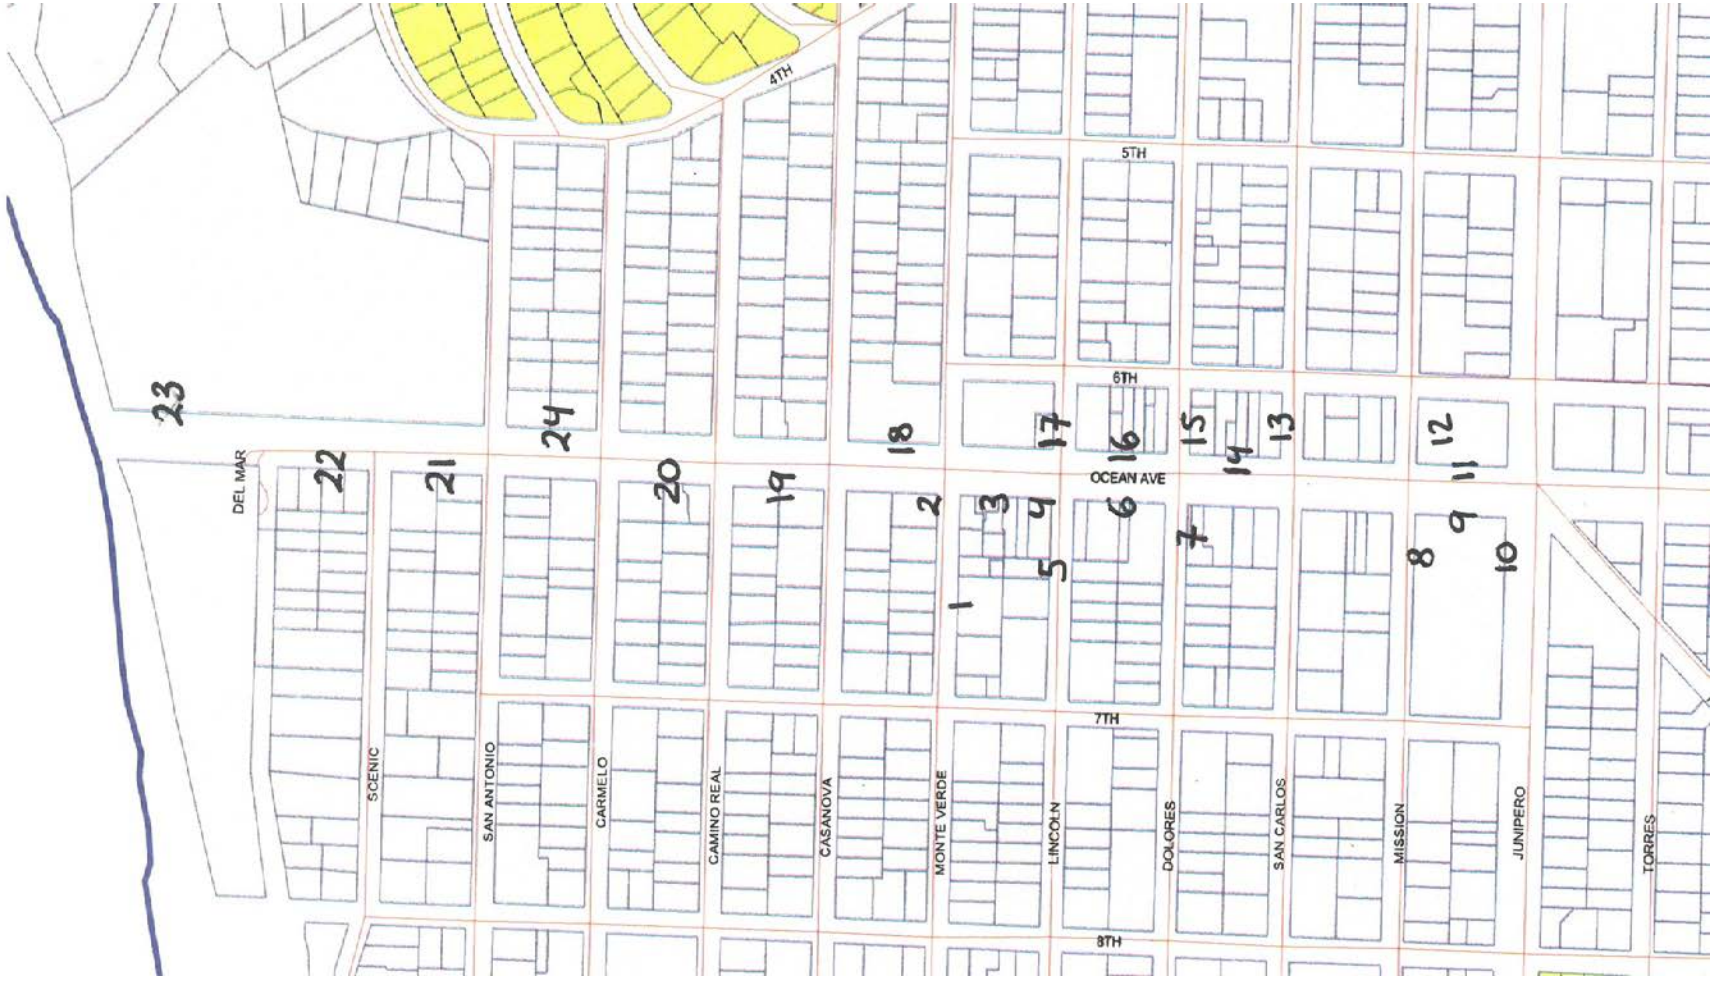 4TH
5TH
6TH
23
24
18
17
16
15
14
13
12
11
DEL MAR
22
21
20
19
OCEAN AVE
2
3
4
6
7
8
9
10
5
1
7TH
SCENIC
SAN ANTONIO
CARMELO
CAMINO REAL
CASANOVA
MONTE VERDE
LINCOLN
DOLORES
SAN CARLOS
MISSION
JUNIPERO
TORRES
8TH